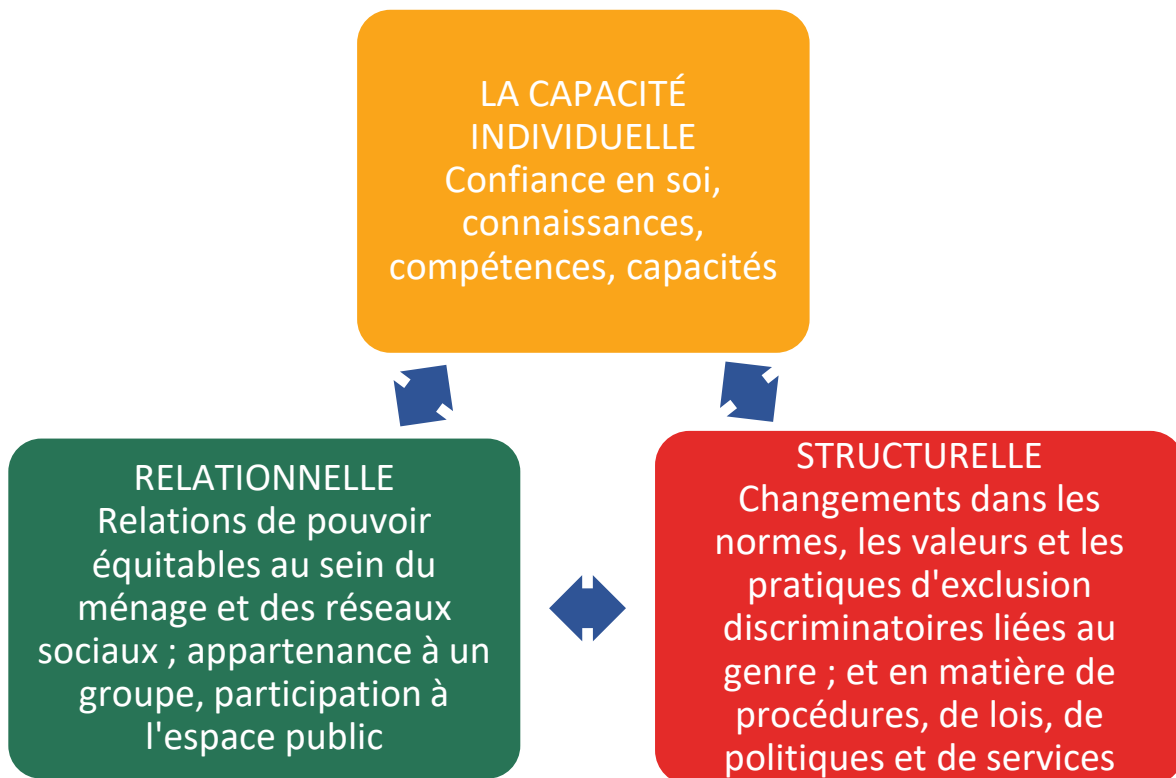 LA CAPACITÉ
INDIVIDUELLE
Confiance en soi,
connaissances,
compétences, capacités
RELATIONNELLE
Relations de pouvoir
équitables au sein du
ménage et des réseaux
sociaux ; appartenance à un
groupe, participation à
l'espace public
STRUCTURELLE
Changements dans les
normes, les valeurs et les
pratiques d'exclusion
discriminatoires liées au
genre ; et en matière de
procédures, de lois, de
politiques et de services